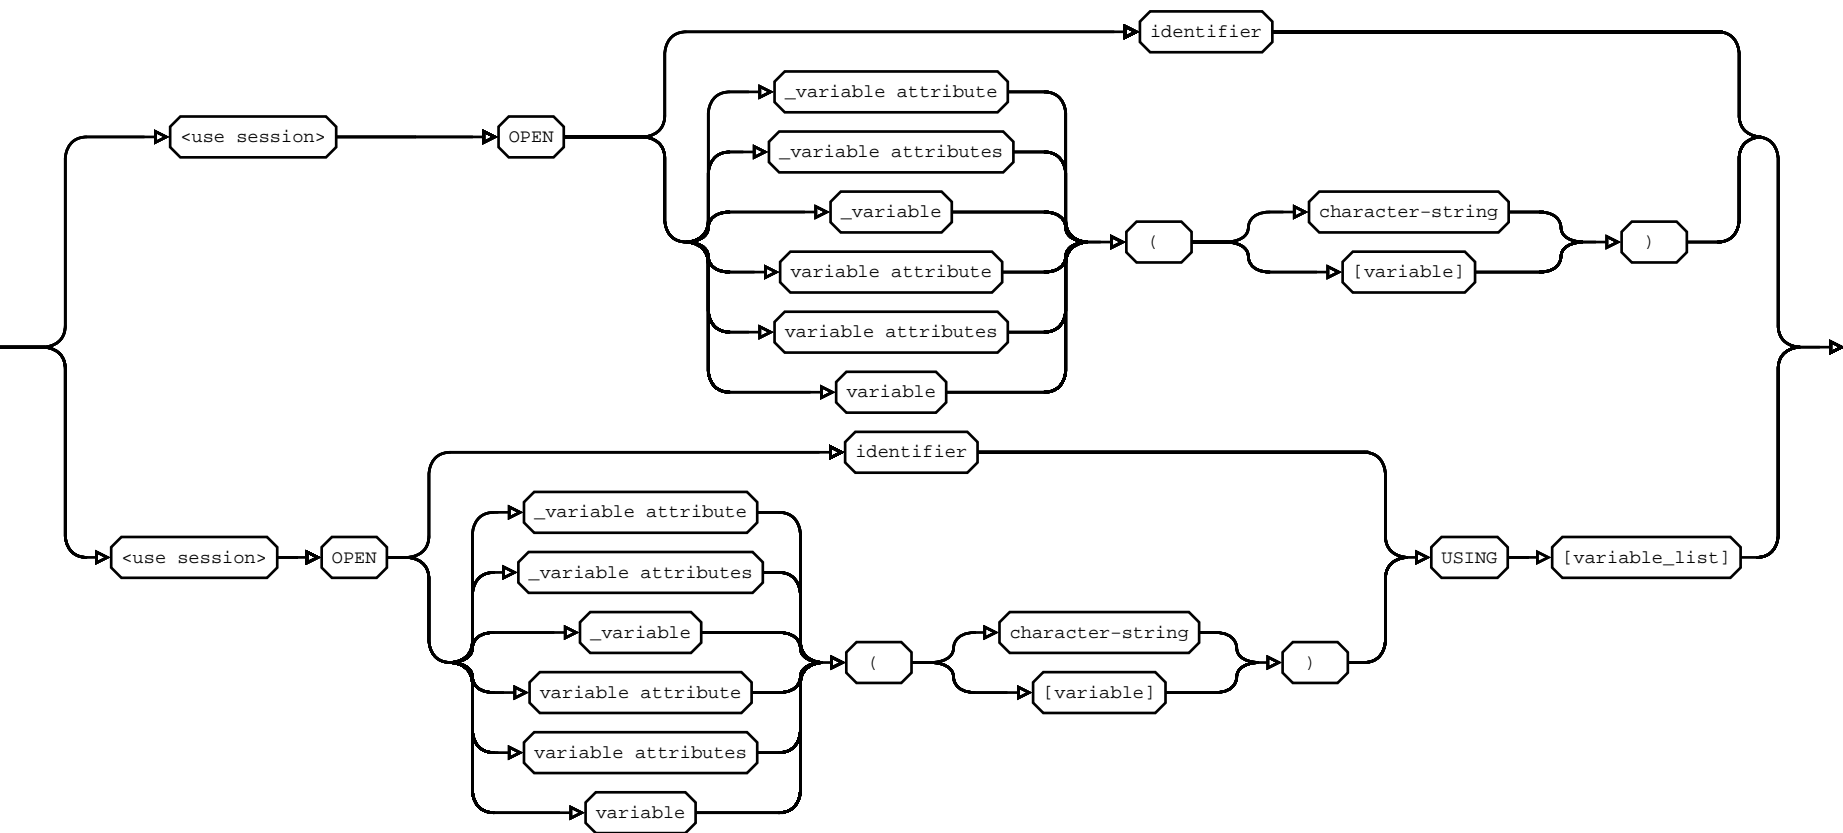 identifier
_variable attribute
<use session> OPEN
_variable attributes
_variable
character-string
( )
variable attribute
[variable]
variable attributes
variable
identifier
_variable attribute
<use session> OPEN USING [variable_list]
_variable attributes
_variable
character-string
( )
variable attribute
[variable]
variable attributes
variable